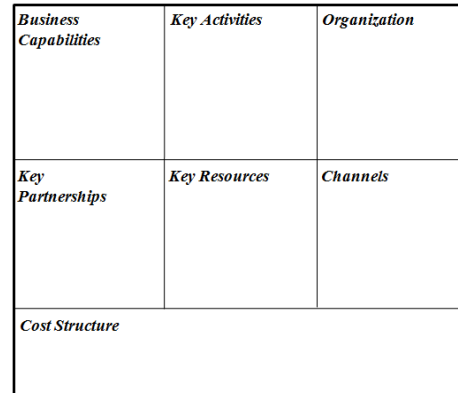 Business
Capabilities
Key Activities
Organization
Key
Partnerships
Key Resources
Channels
Cost Structure